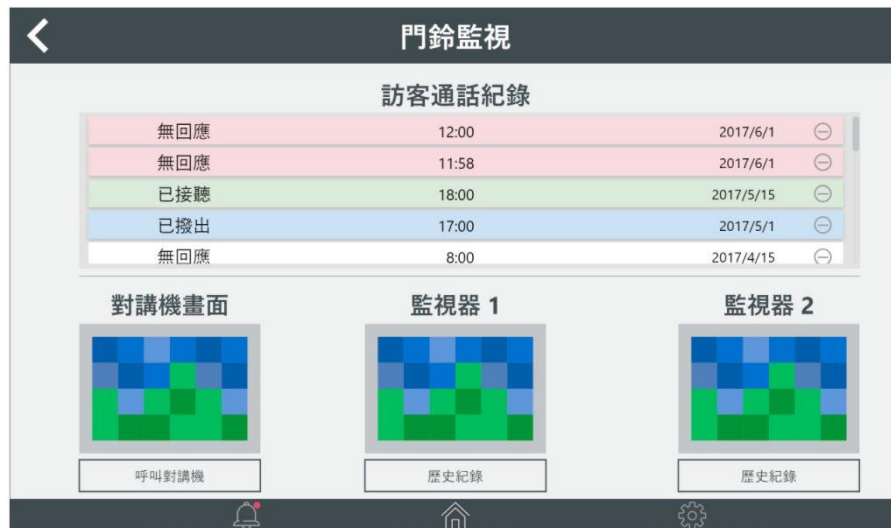 門鈴監視
訪客通話紀錄
無回應 12:00 2017/6/1
無回應 11:58 2017/6/1
已接聽 18:00 2017/5/15
已撥出 17:00 2017/5/1
無回應 8:00 2017/4/15
對講機畫面 監視器 1 監視器 2
呼叫對講機 歷史紀錄 歷史紀錄